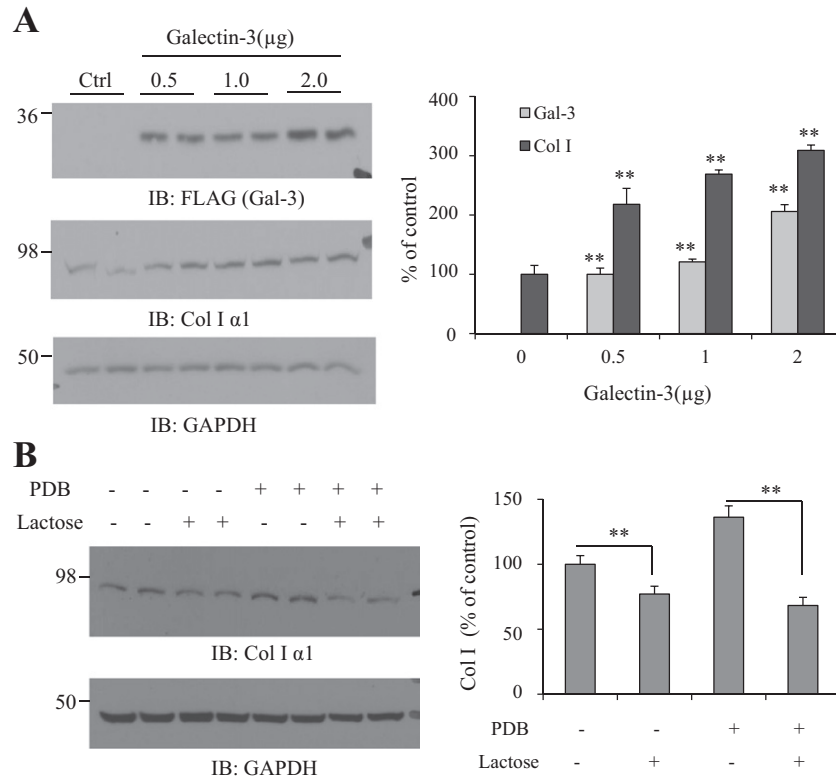 A
Galectin-3(µg)
Ctrl 0.5 1.0 2.0
36
IB: FLAG (Gal-3)
98
IB: Col I α1
50
IB: GAPDH
400
300
200
100
0
% of control
Gal-3
Col I
** ** ** ** ** **
0 0.5 1 2
Galectin-3(µg)
B
PDB - - - - + + + +
Lactose - - + + - - + +
98
IB: Col I α1
50
IB: GAPDH
150
100
50
0
Col I (% of control)
** **
PDB - - + +
Lactose - + - +